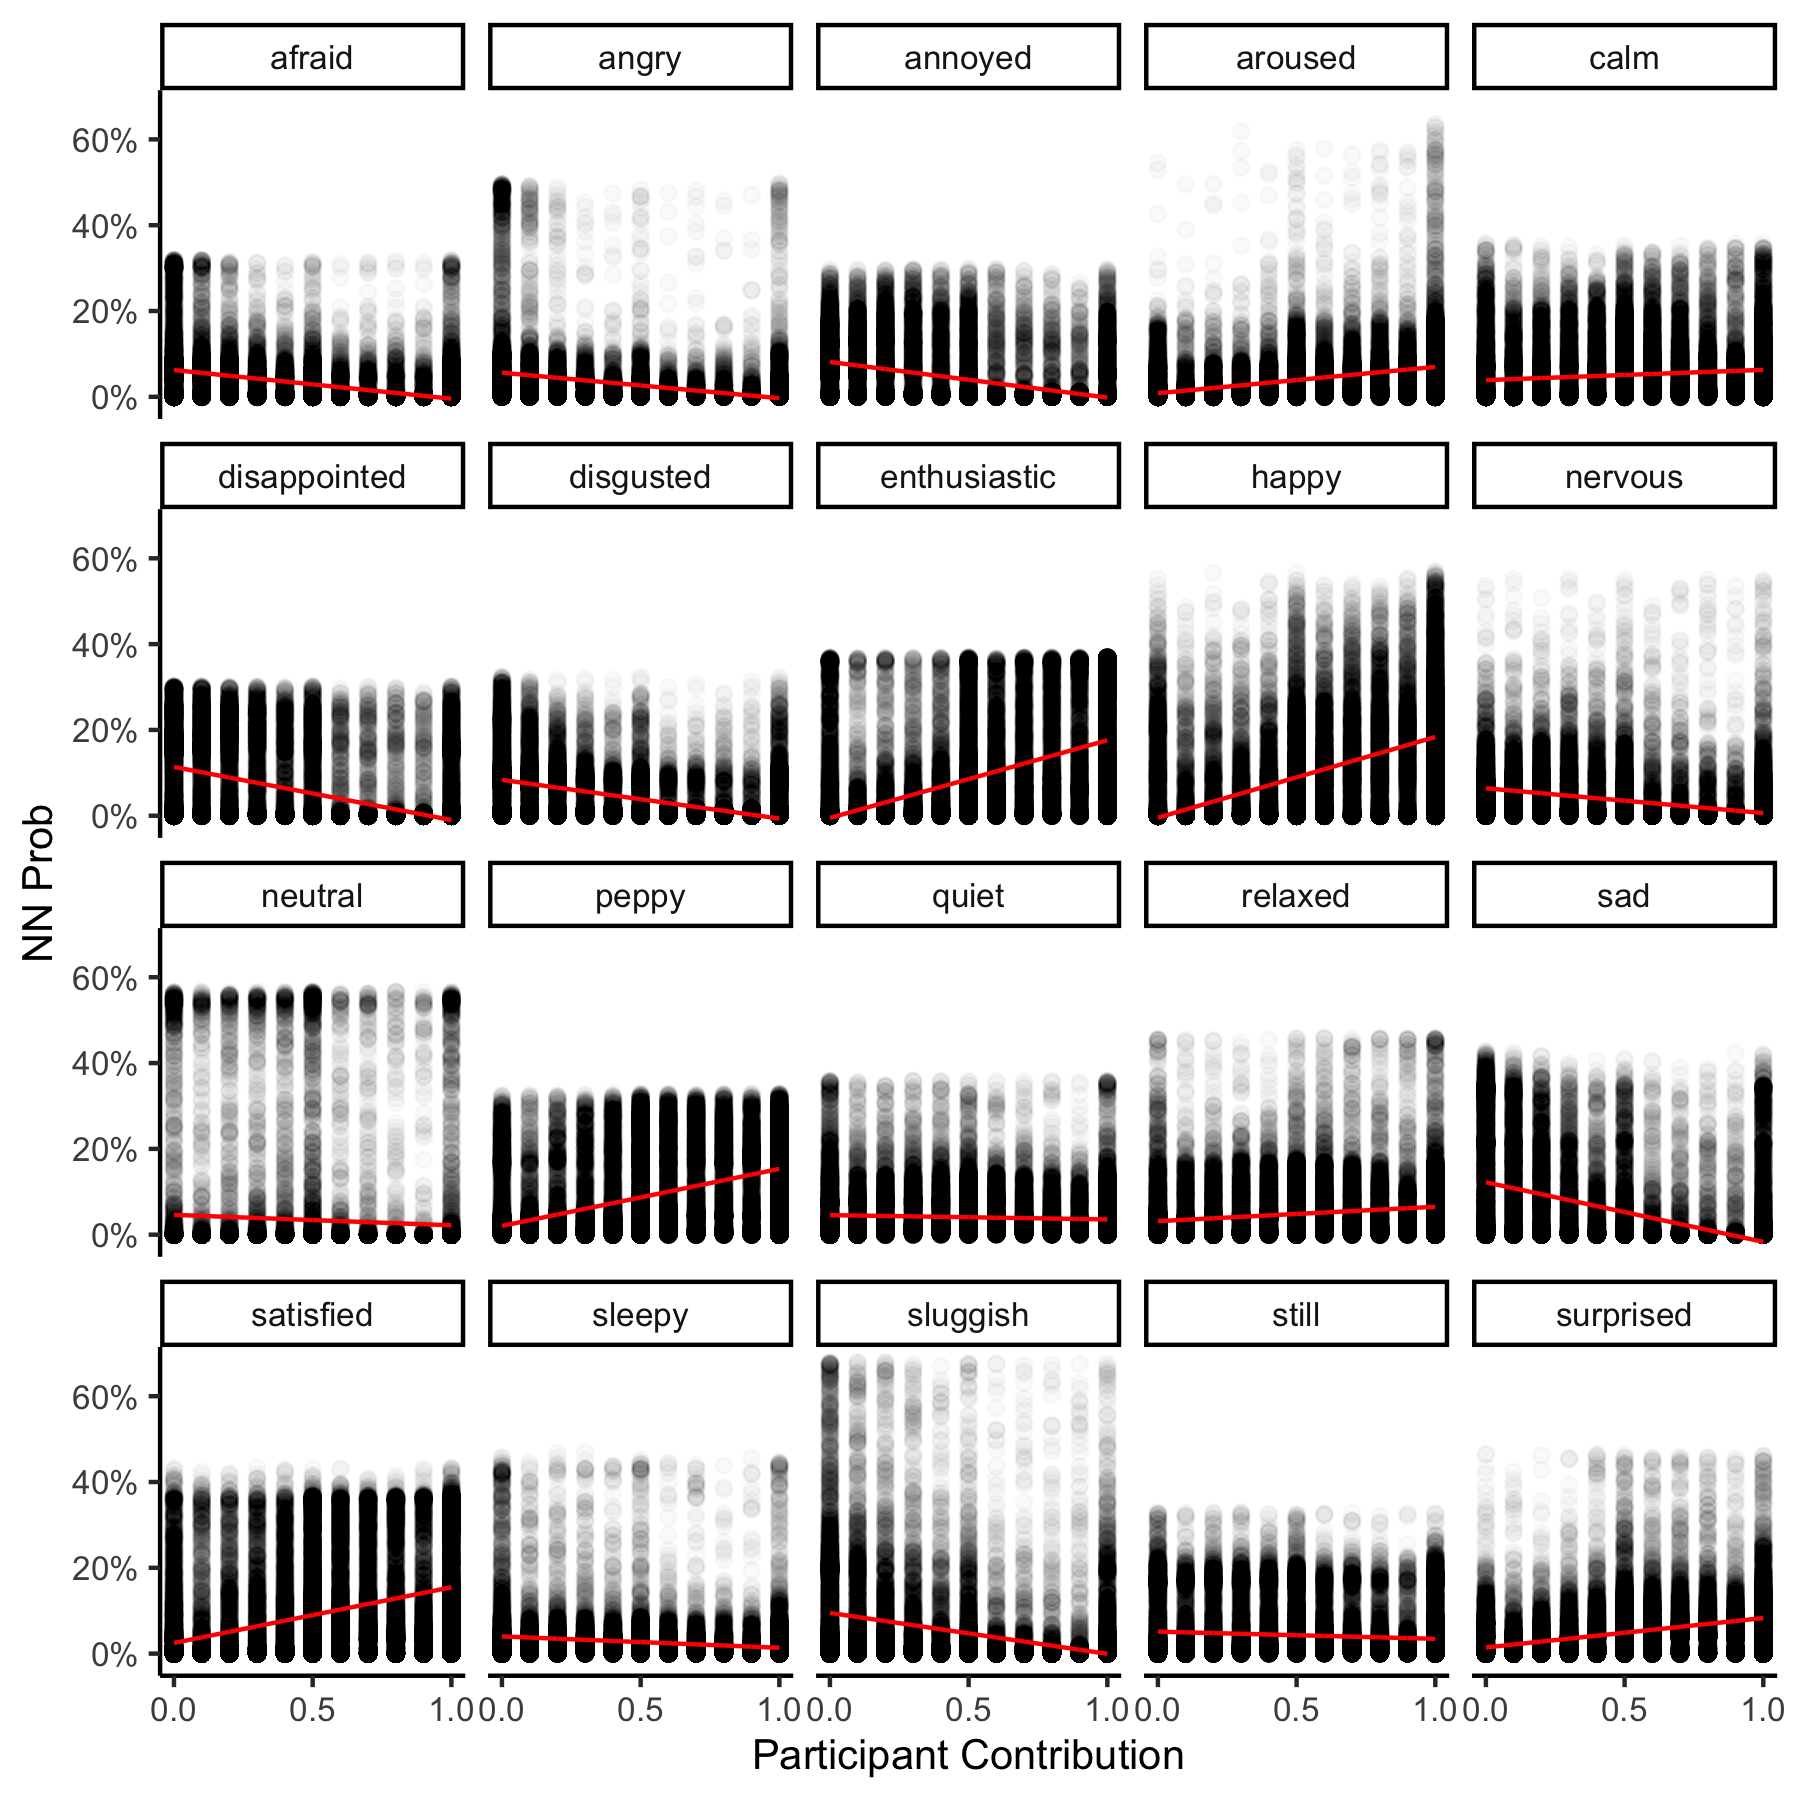 afraid angry annoyed aroused calm
60%
40%
20%
0%
disappointed disgusted enthusiastic happy nervous
60%
40%
20%
0%
neutral peppy quiet relaxed sad
60%
40%
20%
0%
satisfied sleepy sluggish still surprised
60%
40%
20%
0%
0.0 0.5 1.0 0.0 0.5 1.0 0.0 0.5 1.0 0.0 0.5 1.0 0.0 0.5 1.0
Participant Contribution
NN Prob